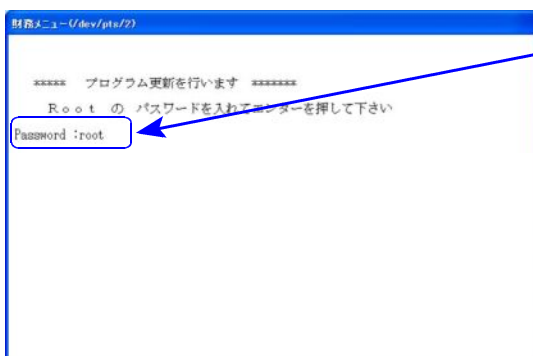 財務メニュー(/dev/pts/2)
***** プログラム更新を行います *******
Ｒｏｏｔ の パスワードを入れてエンターを押して下さい
Password :root